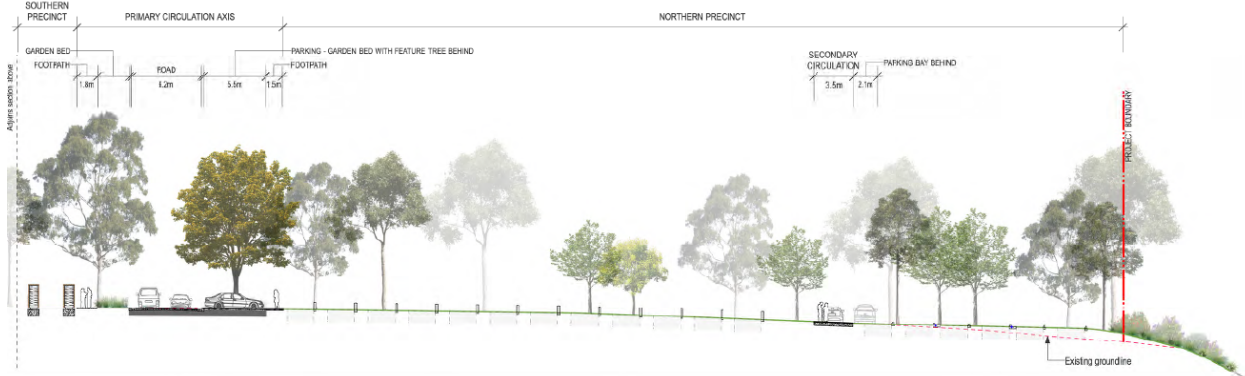 SOUTHERN
PRECINCT
PRIMARY CIRCULATION AXIS
NORTHERN PRECINCT
GARDEN BED
PARKING - GARDEN BED WITH FEATURE TREE BEHIND
FOOTPATH
ROAD
FOOTPATH
1.8m
6.2m
5.5m
1.5m
SECONDARY
CIRCULATION
PARKING BAY BEHIND
3.5m
2.1m
Adjoins section above
PROJECT BOUNDARY
Existing groundline